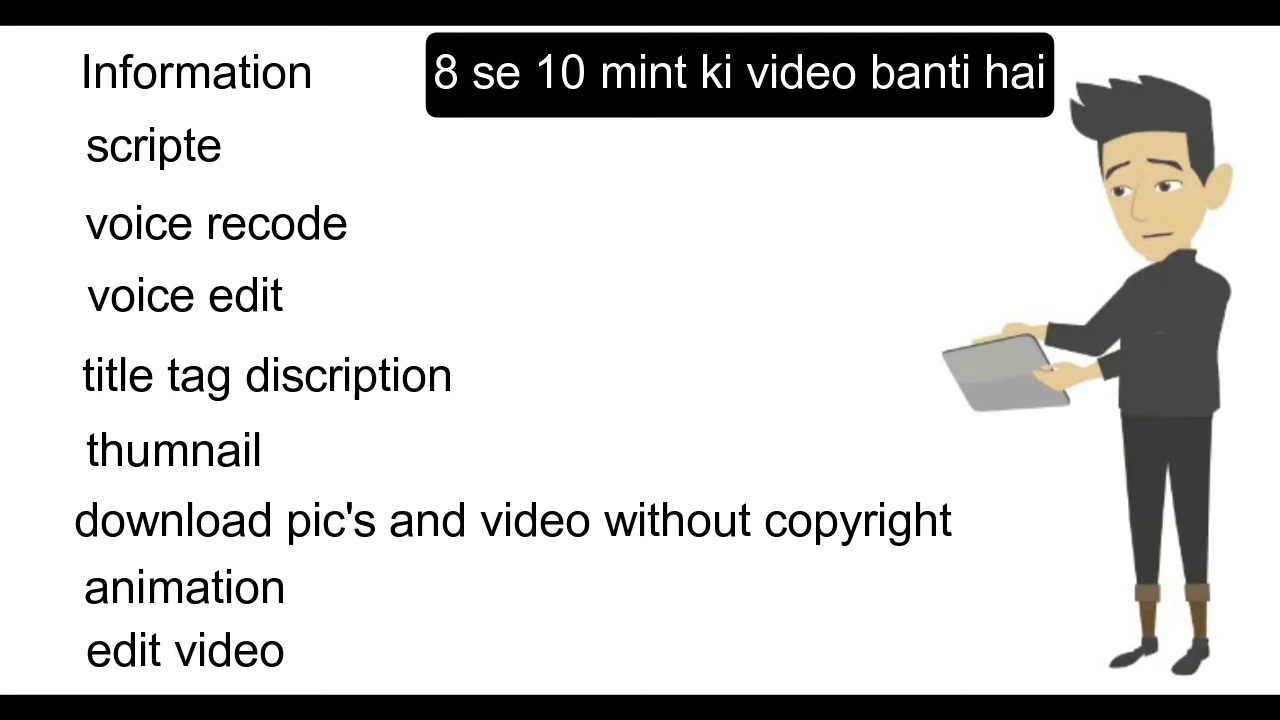 Information
8 se 10 mint ki video banti hai
scripte
voice recode
voice edit
title tag discription
thumnail
download pic's and video without copyright
animation
edit video